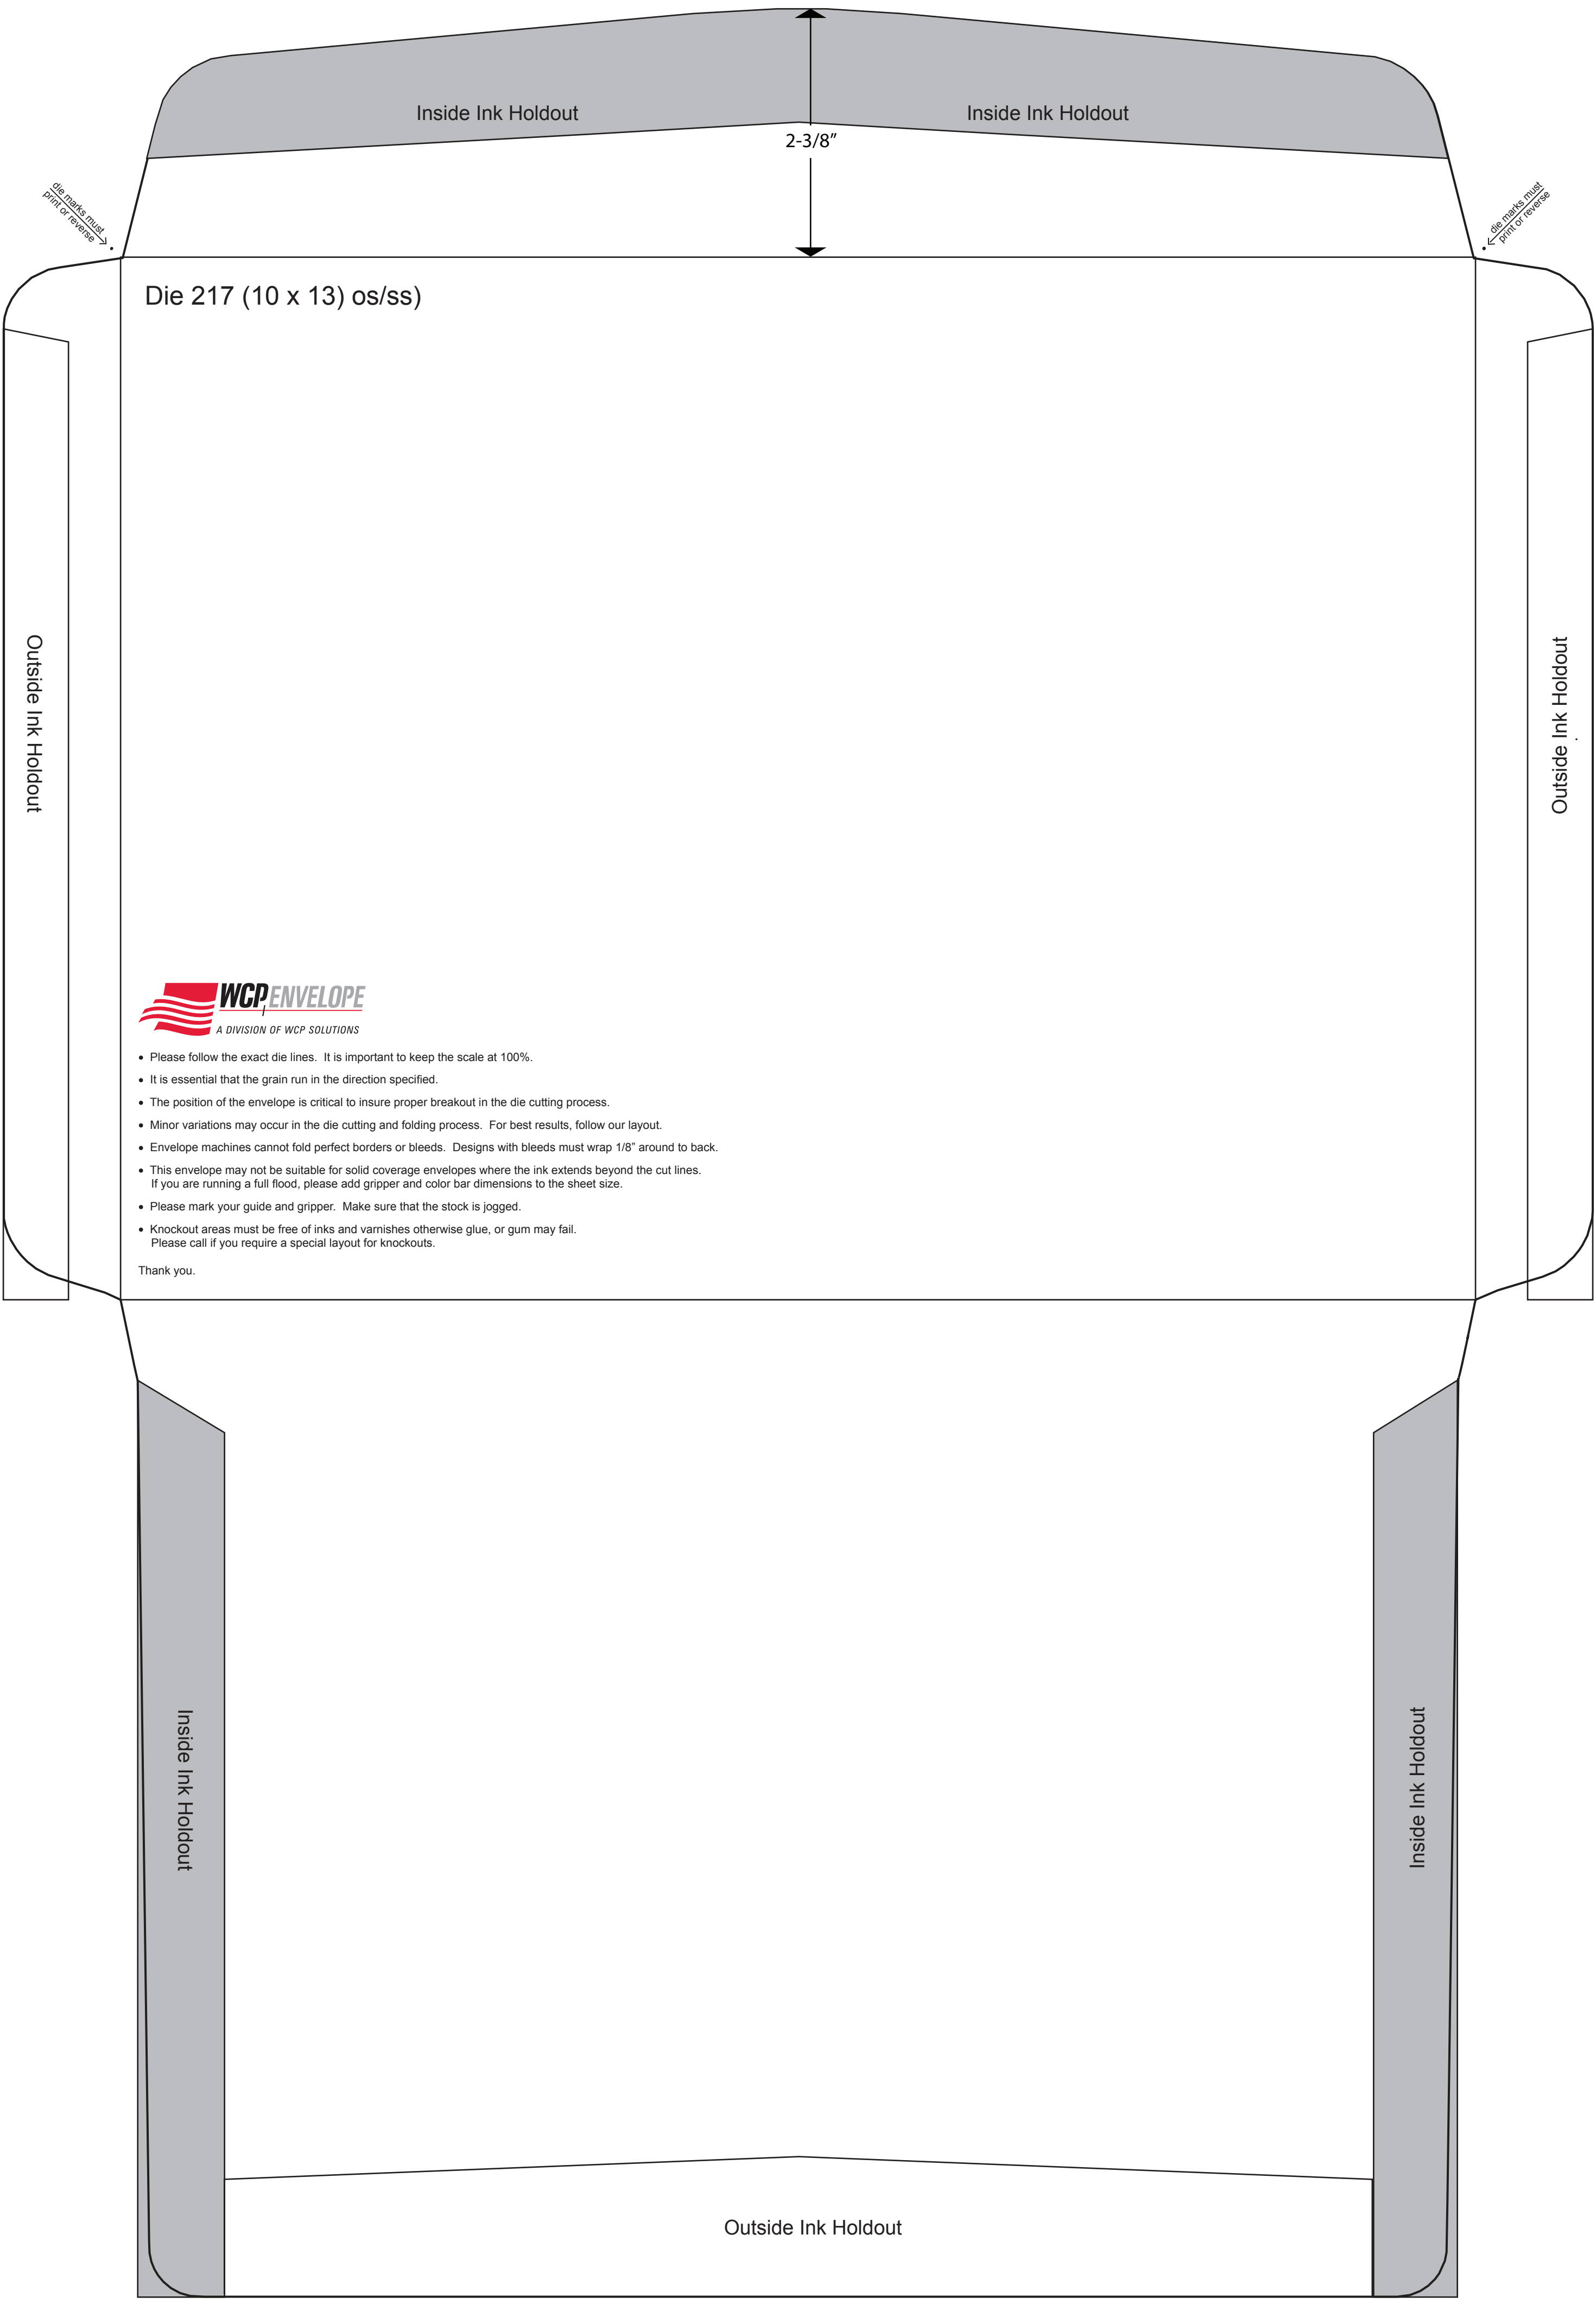 Inside Ink Holdout
Inside Ink Holdout
2-3/8”
die marks must
print or reverse
die marks must
print or reverse
Die 217 (10 x 13) os/ss)
Outside Ink Holdout
Outside Ink Holdout
WCP ENVELOPE
A DIVISION OF WCP SOLUTIONS
• Please follow the exact die lines.  It is important to keep the scale at 100%.
• It is essential that the grain run in the direction specified.
• The position of the envelope is critical to insure proper breakout in the die cutting process.
• Minor variations may occur in the die cutting and folding process.  For best results, follow our layout.
• Envelope machines cannot fold perfect borders or bleeds.  Designs with bleeds must wrap 1/8” around to back.
• This envelope may not be suitable for solid coverage envelopes where the ink extends beyond the cut lines.
If you are running a full flood, please add gripper and color bar dimensions to the sheet size.
• Please mark your guide and gripper.  Make sure that the stock is jogged.
• Knockout areas must be free of inks and varnishes otherwise glue, or gum may fail.
Please call if you require a special layout for knockouts.
Thank you.
Inside Ink Holdout
Inside Ink Holdout
Outside Ink Holdout